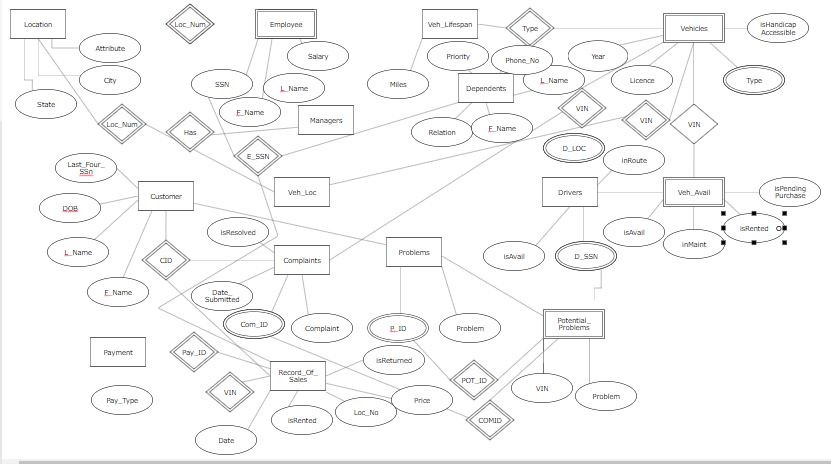 Location
Loc_Num
Employee
Veh_Lifespan
Type
Vehicles
isHandicap
Accessible
Attribute
Salary
Priority
Phone_No
Year
City
SSN
L_Name
Miles
Dependents
L_Name
Licence
Type
State
F_Name
VIN
Loc_Num
Has
Managers
Relation
F_Name
VIN
VIN
E_SSN
D_LOC
inRoute
Last_Four_
SSn
Customer
Veh_Loc
Drivers
Veh_Avail
isPending
Purchase
DOB
isResolved
isAvail
isRented
L_Name
CID
Complaints
Problems
isAvail
D_SSN
inMaint
F_Name
Date_
Submitted
Com_ID
Complaint
P_ID
Problem
Potential_
Problems
Payment
Pay_ID
isReturned
Record_Of_
Sales
POT_ID
VIN
Problem
Pay_Type
VIN
Price
isRented
Loc_No
COMID
Date